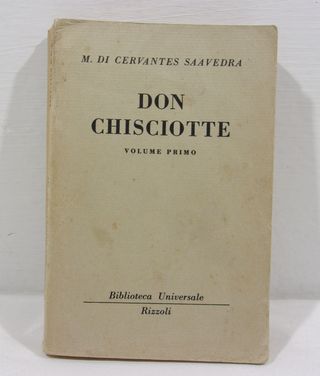 M. DI CERVANTES SAAVEDRA
DON
CHISCIOTTE
VOLUME PRIMO
Biblioteca Universale
Rizzoli